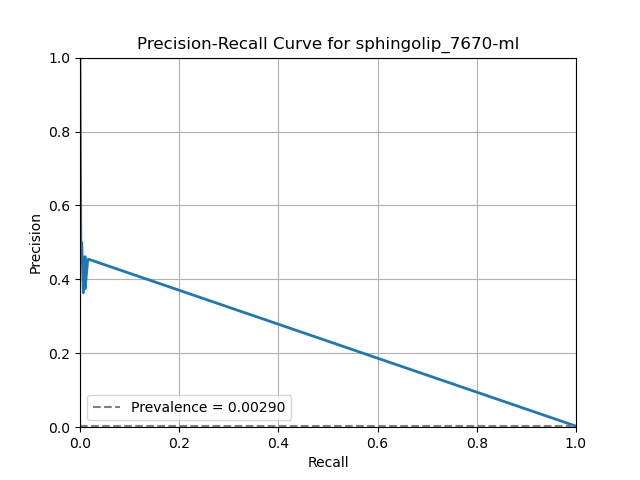 Precision-Recall Curve for sphingolip_7670-ml
1.0
0.8
0.6
0.4
0.2
0.0
Precision
Prevalence = 0.00290
0.0 0.2 0.4 0.6 0.8 1.0
Recall